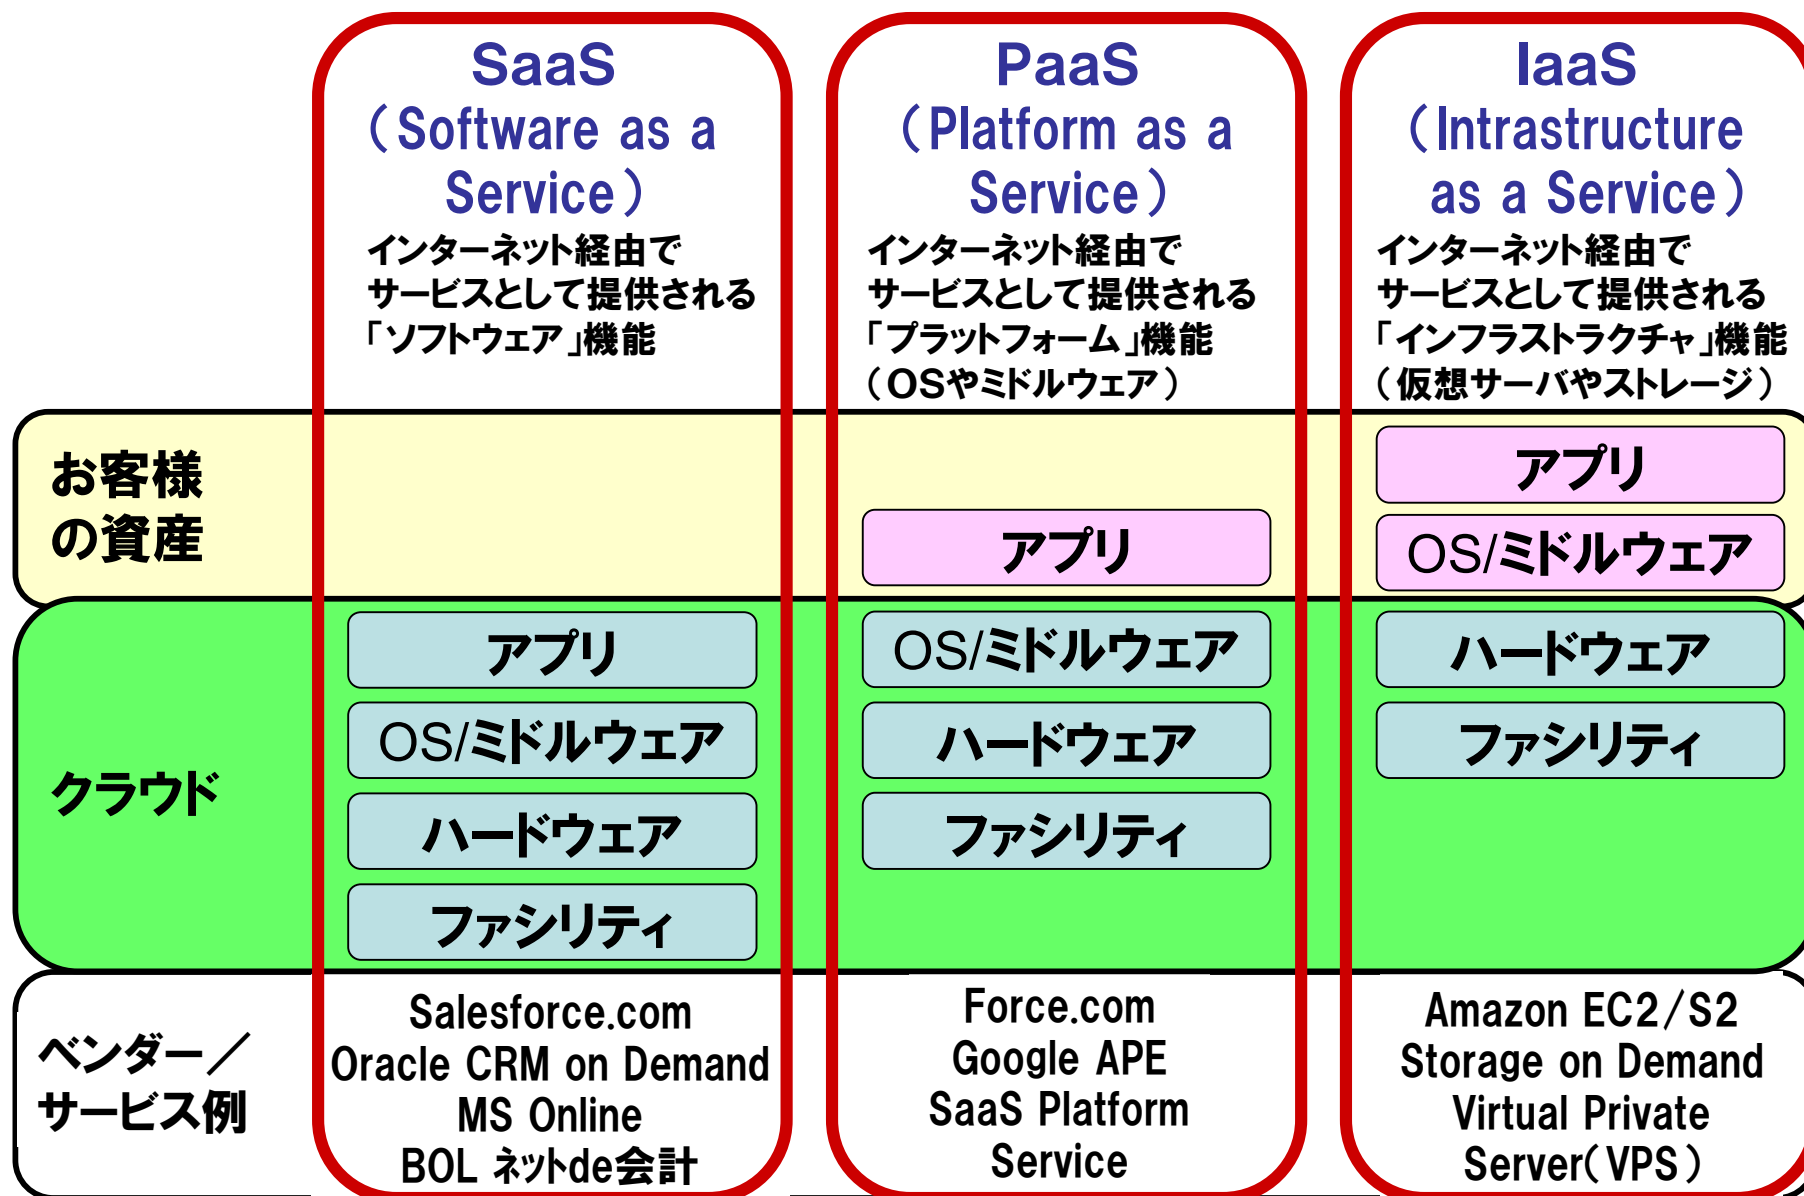 SaaS
（Software as a
Service）
インターネット経由で
サービスとして提供される
「ソフトウェア」機能
PaaS
（Platform as a
Service）
インターネット経由で
サービスとして提供される
「プラットフォーム」機能
（OSやミドルウェア）
IaaS
（Intrastructure
as a Service）
インターネット経由で
サービスとして提供される
「インフラストラクチャ」機能
（仮想サーバやストレージ）
お客様
の資産
アプリ
アプリ
OS/ミドルウェア
クラウド
アプリ
OS/ミドルウェア
ハードウェア
ファシリティ
OS/ミドルウェア
ハードウェア
ファシリティ
ハードウェア
ファシリティ
ベンダー／
サービス例
Salesforce.com
Oracle CRM on Demand
MS Online
BOL ネットde会計
Force.com
Google APE
SaaS Platform
Service
Amazon EC2/S2
Storage on Demand
Virtual Private
Server(VPS)